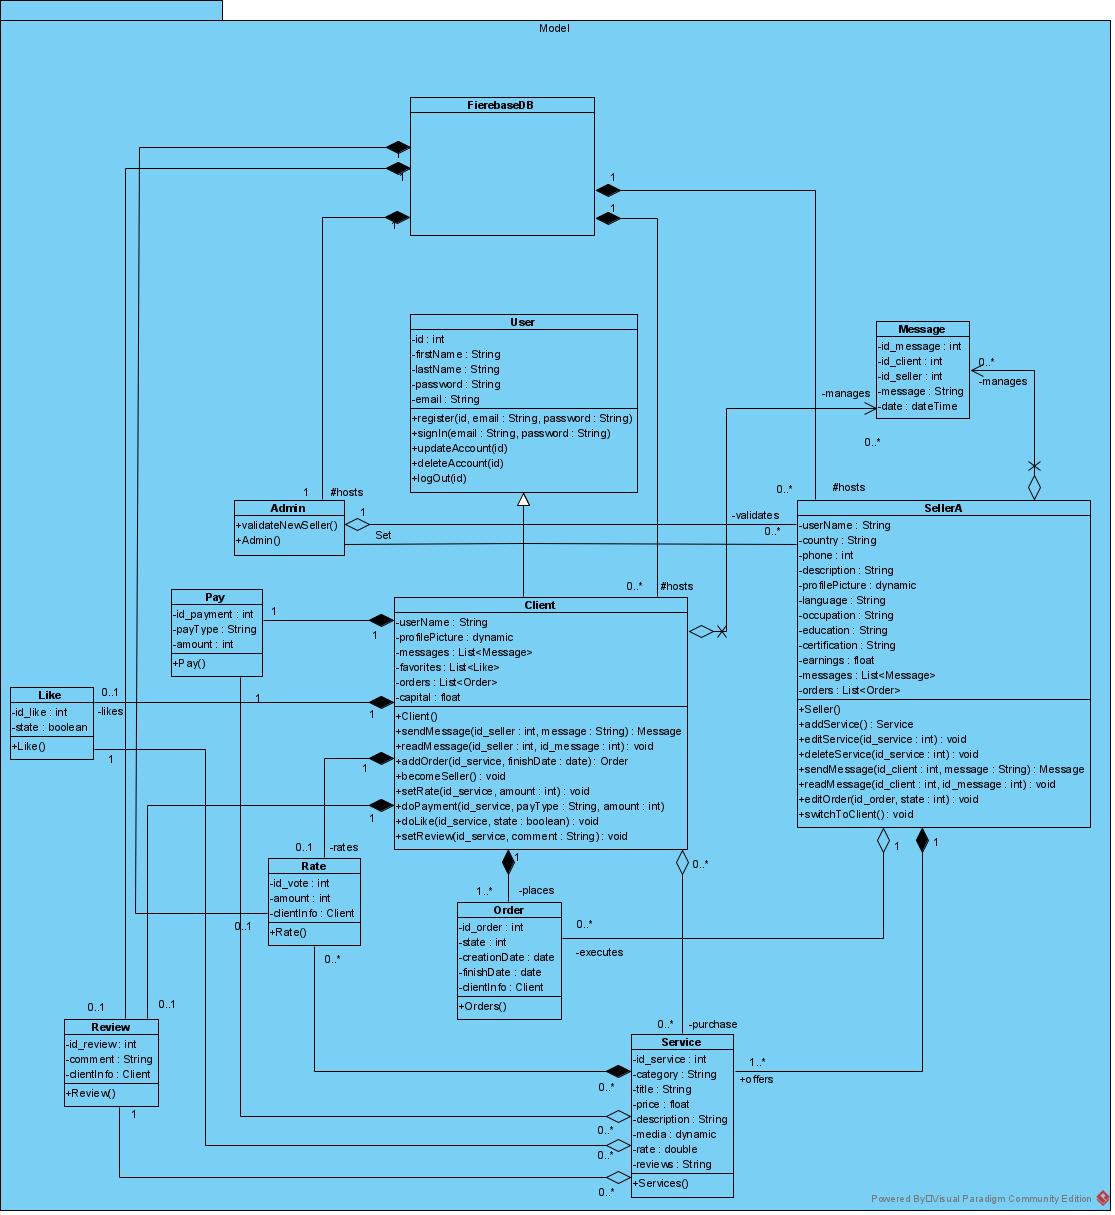 Model
FierebaseDB
1
1
1
1
1
User
-id : int
-firstName : String
-lastName : String
-password : String
-email : String
+register(id, email : String, password : String)
+signIn(email : String, password : String)
+updateAccount(id)
+deleteAccount(id)
+logOut(id)
Message
-id_message : int
-id_client : int
-id_seller : int
-message : String
-date : dateTime
0..*
-manages
-manages
0..*
1
#hosts
0..*
#hosts
Admin
+validateNewSeller()
+Admin()
1
Set
-validates
0..*
SellerA
-userName : String
-country : String
-phone : int
-description : String
-profilePicture : dynamic
-language : String
-occupation : String
-education : String
-certification : String
-earnings : float
-messages : List<Message>
-orders : List<Order>
+Seller()
+addService() : Service
+editService(id_service : int) : void
+deleteService(id_service : int) : void
+sendMessage(id_client : int, message : String) : Message
+readMessage(id_client : int, id_message : int) : void
+editOrder(id_order, state : int) : void
+switchToClient() : void
0..*
#hosts
Pay
-id_payment : int
-payType : String
-amount : int
+Pay()
1
1
Client
-userName : String
-profilePicture : dynamic
-messages : List<Message>
-favorites : List<Like>
-orders : List<Order>
-capital : float
+Client()
+sendMessage(id_seller : int, message : String) : Message
+readMessage(id_seller : int, id_message : int) : void
+addOrder(id_service, finishDate : date) : Order
+becomeSeller() : void
+setRate(id_service, amount : int) : void
+doPayment(id_service, payType : String, amount : int)
+doLike(id_service, state : boolean) : void
+setReview(id_service, comment : String) : void
Like
-id_like : int
-state : boolean
+Like()
0..1
-likes
1
1
1
1
1
0..1
-rates
Rate
-id_vote : int
-amount : int
-clientInfo : Client
+Rate()
0..1
0..*
1
1..*
-places
0..*
1
1
Order
-id_order : int
-state : int
-creationDate : date
-finishDate : date
-clientInfo : Client
+Orders()
0..*
-executes
0..1
0..1
Review
-id_review : int
-comment : String
-clientInfo : Client
+Review()
1
0..*
-purchase
Service
-id_service : int
-category : String
-title : String
-price : float
-description : String
-media : dynamic
-rate : double
-reviews : String
+Services()
1..*
+offers
0..*
0..*
0..*
0..*
Powered By Visual Paradigm Community Edition